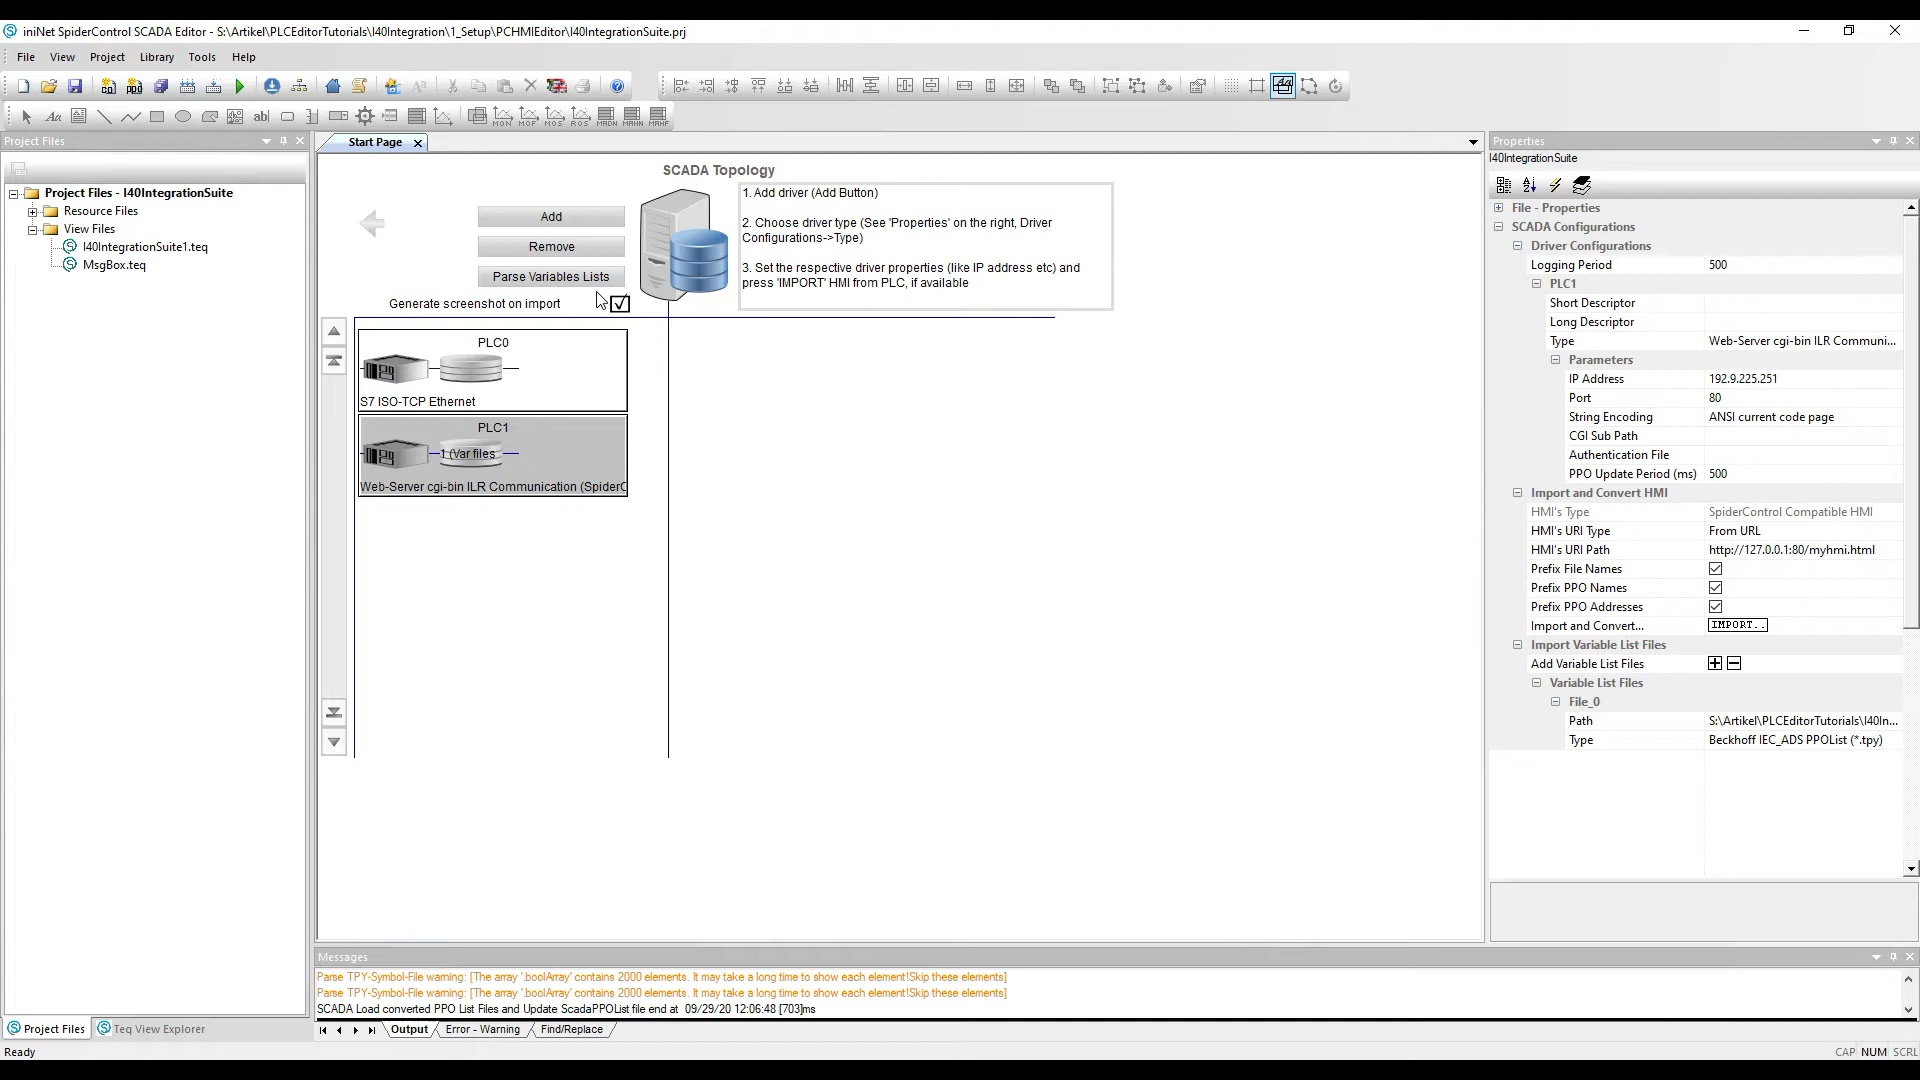 iniNet SpiderControl SCADA Editor - S:\Artikel\PLCEditorTutorials\I40Integration\1_Setup\PCHMIEditor\I40IntegrationSuite.prj
File View Project Library Tools Help
Aa ab| MON MOF MOS ROS MADN MAHN MAHF
Project Files
Project Files - I40IntegrationSuite
Resource Files
View Files
I40IntegrationSuite1.teq
MsgBox.teq
Start Page
SCADA Topology
Add
Remove
Parse Variables Lists
Generate screenshot on import
1. Add driver (Add Button)
2. Choose driver type (See 'Properties' on the right, Driver
Configurations->Type)
3. Set the respective driver properties (like IP address etc) and
press 'IMPORT' HMI from PLC, if available
PLC0
S7 ISO-TCP Ethernet
PLC1
1 (Var files
Web-Server cgi-bin ILR Communication (SpiderC
Properties
I40IntegrationSuite
File - Properties
SCADA Configurations
Driver Configurations
Logging Period 500
PLC1
Short Descriptor
Long Descriptor
Type Web-Server cgi-bin ILR Communi...
Parameters
IP Address 192.9.225.251
Port 80
String Encoding ANSI current code page
CGI Sub Path
Authentication File
PPO Update Period (ms) 500
Import and Convert HMI
HMI's Type SpiderControl Compatible HMI
HMI's URI Type From URL
HMI's URI Path http://127.0.0.1:80/myhmi.html
Prefix File Names
Prefix PPO Names
Prefix PPO Addresses
Import and Convert... IMPORT..
Import Variable List Files
Add Variable List Files
Variable List Files
File_0
Path S:\Artikel\PLCEditorTutorials\I40In...
Type Beckhoff IEC_ADS PPOList (*.tpy)
Messages
Parse TPY-Symbol-File warning: [The array '.boolArray' contains 2000 elements. It may take a long time to show each element!Skip these elements]
Parse TPY-Symbol-File warning: [The array '.boolArray' contains 2000 elements. It may take a long time to show each element!Skip these elements]
SCADA Load converted PPO List Files and Update ScadaPPOList file end at 09/29/20 12:06:48 [703]ms
Project Files Teq View Explorer
Output Error - Warning Find/Replace
Ready
CAP NUM SCRL